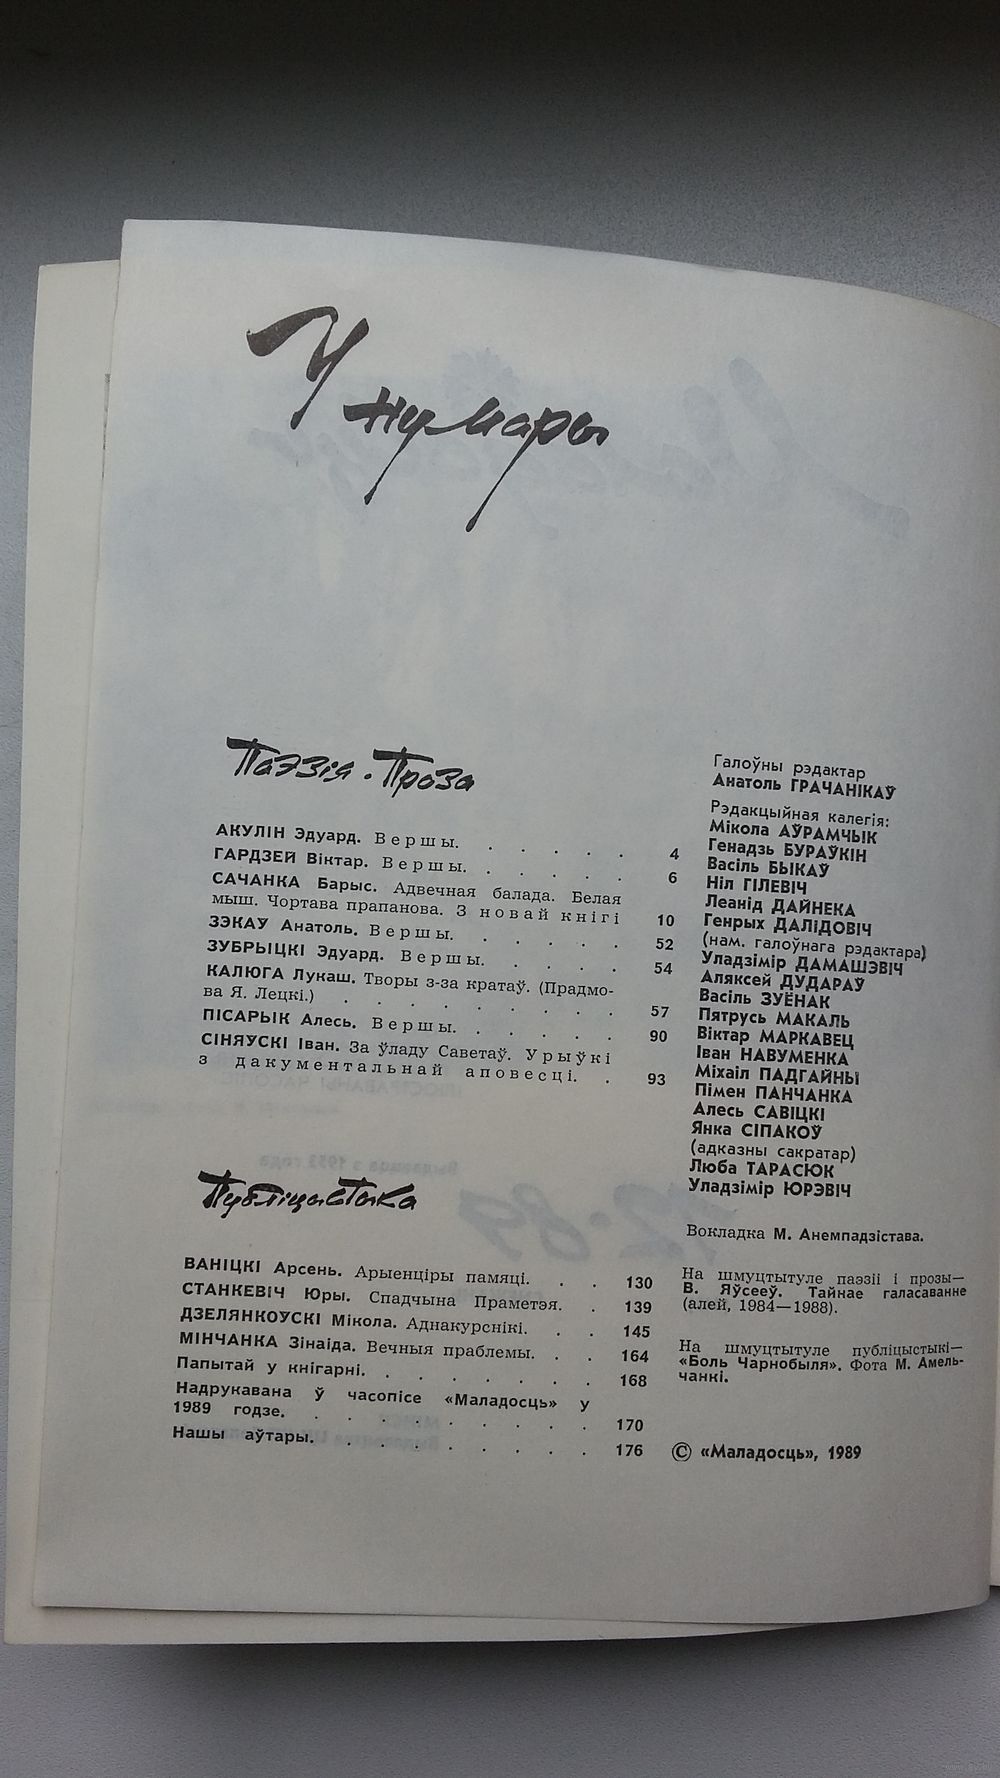 У нумары
Паэзія · Проза
АКУЛІН Эдуард. Вершы. . . . . . 4
ГАРДЗЕЙ Віктар. Вершы. . . . . . 6
САЧАНКА Барыс. Адвечная балада. Белая
мыш. Чортава прапанова. З новай кнігі 10
ЗЭКАЎ Анатоль. Вершы. . . . . . 52
ЗУБРЫЦКІ Эдуард. Вершы. . . . . 54
КАЛЮГА Лукаш. Творы з-за кратаў. (Прадмо-
ва Я. Лецкі.) . . . . . . . . 57
ПІСАРЫК Алесь. Вершы. . . . . . 90
СІНЯУСКІ Іван. За ўладу Саветаў. Урыўкі
з дакументальнай аповесці. . 93
Публіцыстыка
ВАНІЦКІ Арсень. Арыенціры памяці. . . 130
СТАНКЕВІЧ Юры. Спадчына Праметэя. . 139
ДЗЕЛЯНКОЎСКІ Мікола. Аднакурснікі. . . 145
МІНЧАНКА Зінаіда. Вечныя праблемы. . . 164
Папытай у кнігарні. . . . . . . . 168
Надрукавана ў часопісе «Маладосць» у
1989 годзе. . . . . . . . . . 170
Нашы аўтары. . . . . . . . . 176
Галоўны рэдактар
Анатоль ГРАЧАНІКАЎ
Рэдакцыйная калегія:
Мікола АЎРАМЧЫК
Генадзь БУРАЎКІН
Васіль БЫКАЎ
Ніл ГІЛЕВІЧ
Леанід ДАЙНЕКА
Генрых ДАЛІДОВІЧ
(нам. галоўнага рэдактара)
Уладзімір ДАМАШЭВІЧ
Аляксей ДУДАРАЎ
Васіль ЗУЁНАК
Пятрусь МАКАЛЬ
Віктар МАРКАВЕЦ
Іван НАВУМЕНКА
Міхаіл ПАДГАЙНЫ
Пімен ПАНЧАНКА
Алесь САВІЦКІ
Янка СІПАКОЎ
(адказны сакратар)
Люба ТАРАСЮК
Уладзімір ЮРЭВІЧ
Вокладка М. Анемпадзістава.
На шмуцтытуле паэзіі і прозы—
В. Яўсееў. Тайнае галасаванне
(алей, 1984—1988).
На шмуцтытуле публіцыстыкі—
«Боль Чарнобыля». Фота М. Амель-
чанкі.
© «Маладосць», 1989